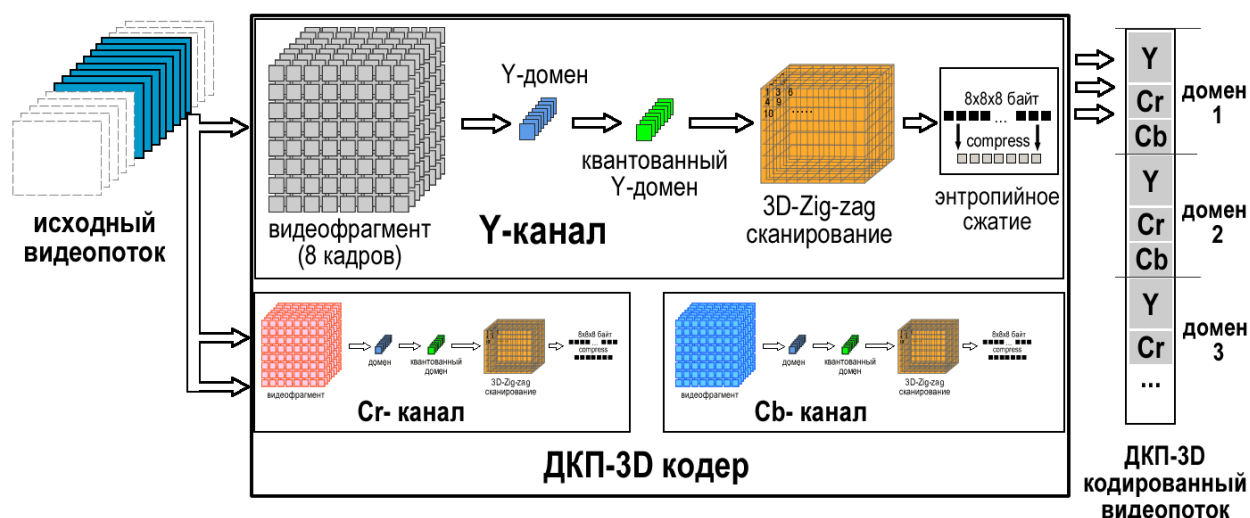 исходный
видеопоток
видеофрагмент
(8 кадров)
Y-домен
квантованный
Y-домен
1 3 6
4 9
10 .....
3D-Zig-zag
сканирование
8x8x8 байт
...
compress
энтропийное
сжатие
Y-канал
видеофрагмент
домен
квантованный
домен
3D-Zig-zag
сканирование
8x8x8 байт
...
compress
Cr- канал
видеофрагмент
домен
квантованный
домен
3D-Zig-zag
сканирование
8x8x8 байт
...
compress
Cb- канал
ДКП-3D кодер
Y
Cr
Cb
домен
1
Y
Cr
Cb
домен
2
Y
Cr
...
домен
3
ДКП-3D
кодированный
видеопоток